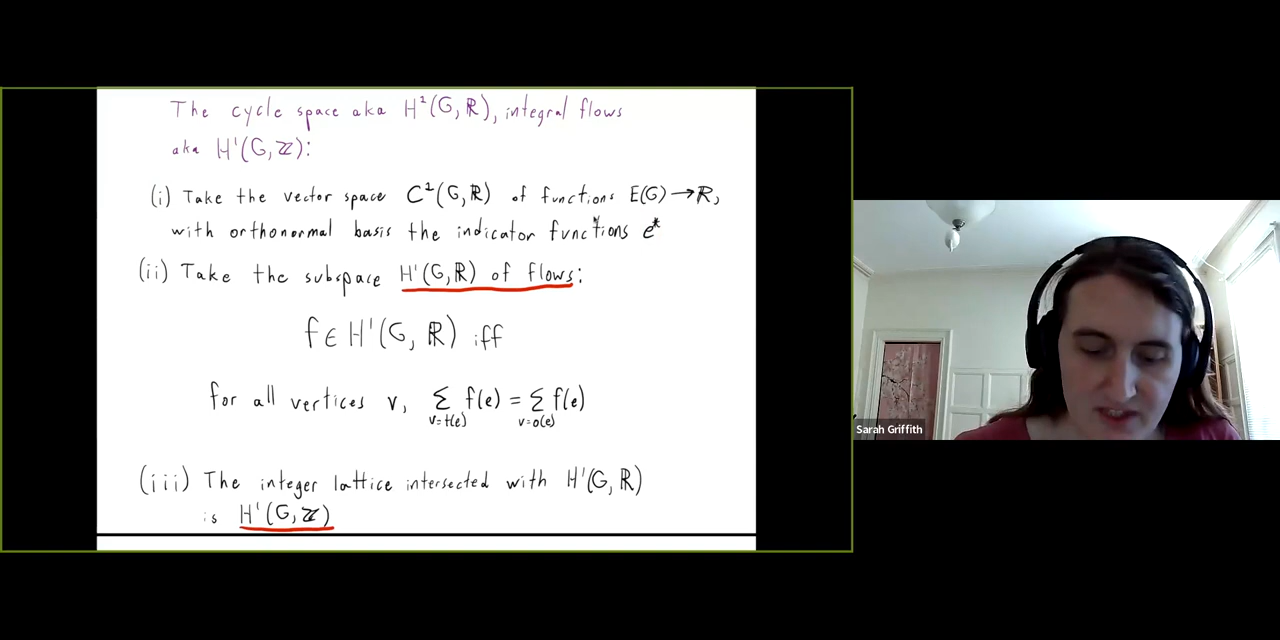 The cycle space aka H¹(G, ℝ), integral flows
aka H¹(G, ℤ):
(i) Take the vector space C¹(G, ℝ) of functions E(G) → ℝ,
with orthonormal basis the indicator functions e*
(ii) Take the subspace H¹(G, ℝ) of flows:
f ∈ H¹(G, ℝ) iff
for all vertices v, Σ f(e) = Σ f(e)
v=t(e) v=o(e)
(iii) The integer lattice intersected with H¹(G, ℝ)
is H¹(G, ℤ)
Sarah Griffith